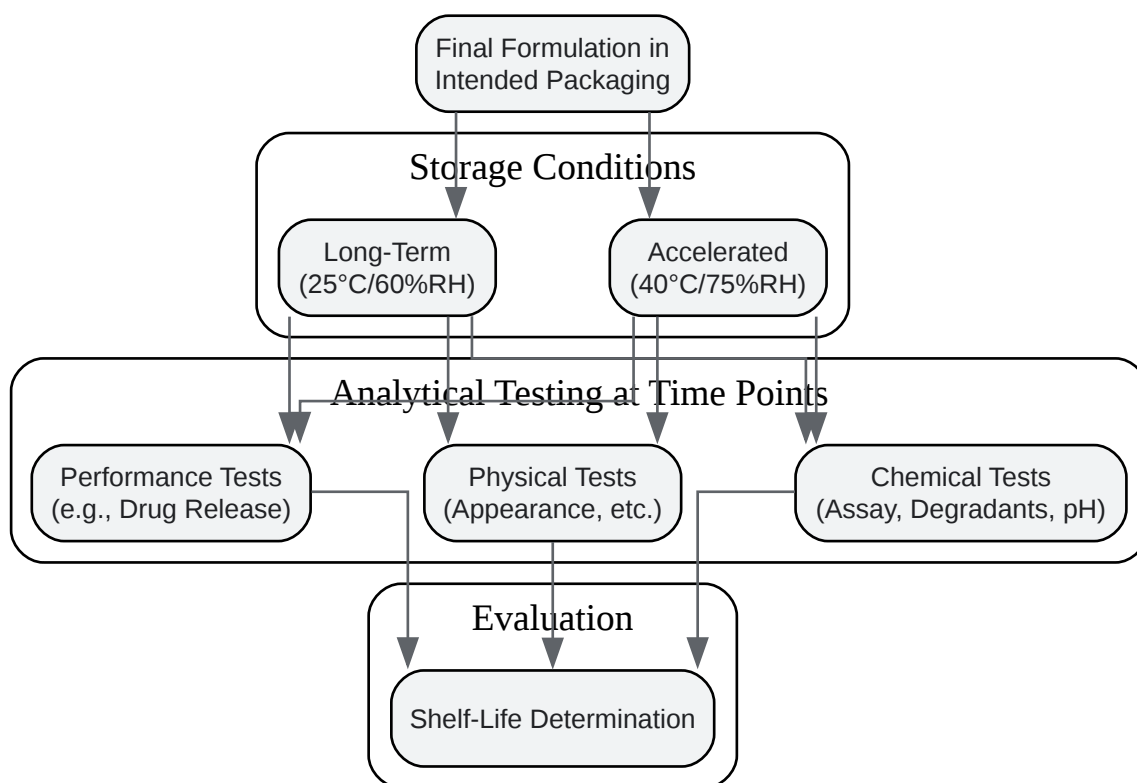 Final Formulation in
Intended Packaging
Storage Conditions
Long-Term
(25°C/60%RH)
Accelerated
(40°C/75%RH)
Analytical Testing at Time Points
Performance Tests
(e.g., Drug Release)
Physical Tests
(Appearance, etc.)
Chemical Tests
(Assay, Degradants, pH)
Evaluation
Shelf-Life Determination